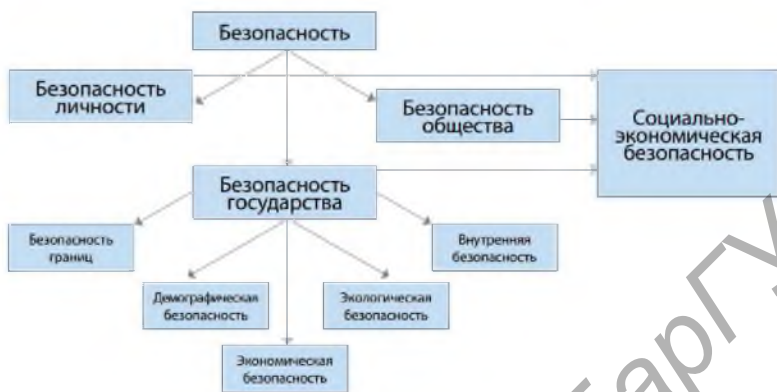 Безопасность
Безопасность
личности
Безопасность
общества
Социально-
экономическая
безопасность
Безопасность
государства
Безопасность
границ
Внутренняя
безопасность
Демографическая
безопасность
Экологическая
безопасность
Экономическая
безопасность
БарГУ